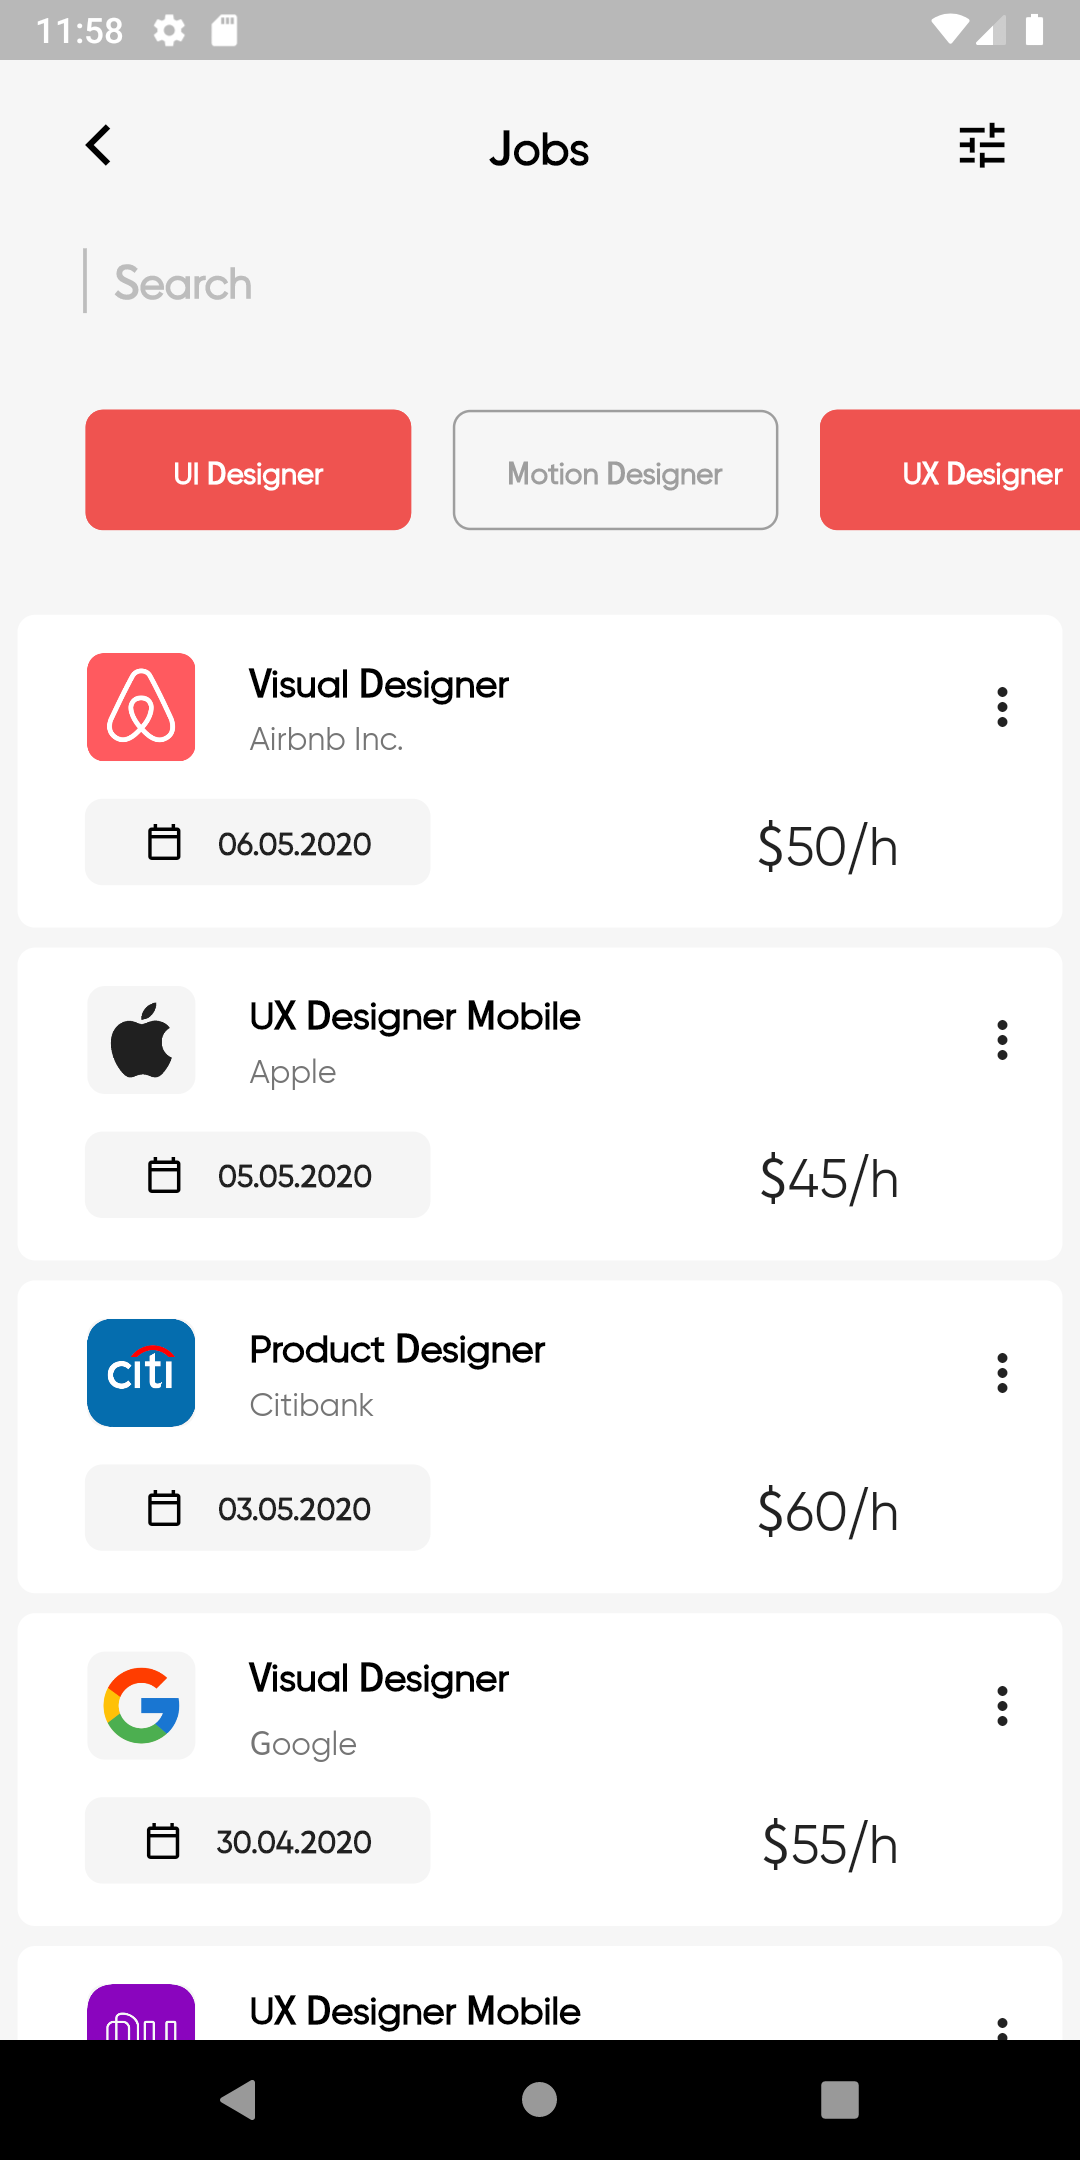 11:58
Jobs
Search
UI Designer
Motion Designer
UX Designer
Visual Designer
Airbnb Inc.
06.05.2020
$50/h
UX Designer Mobile
Apple
05.05.2020
$45/h
citi
Product Designer
Citibank
03.05.2020
$60/h
Visual Designer
Google
30.04.2020
$55/h
UX Designer Mobile